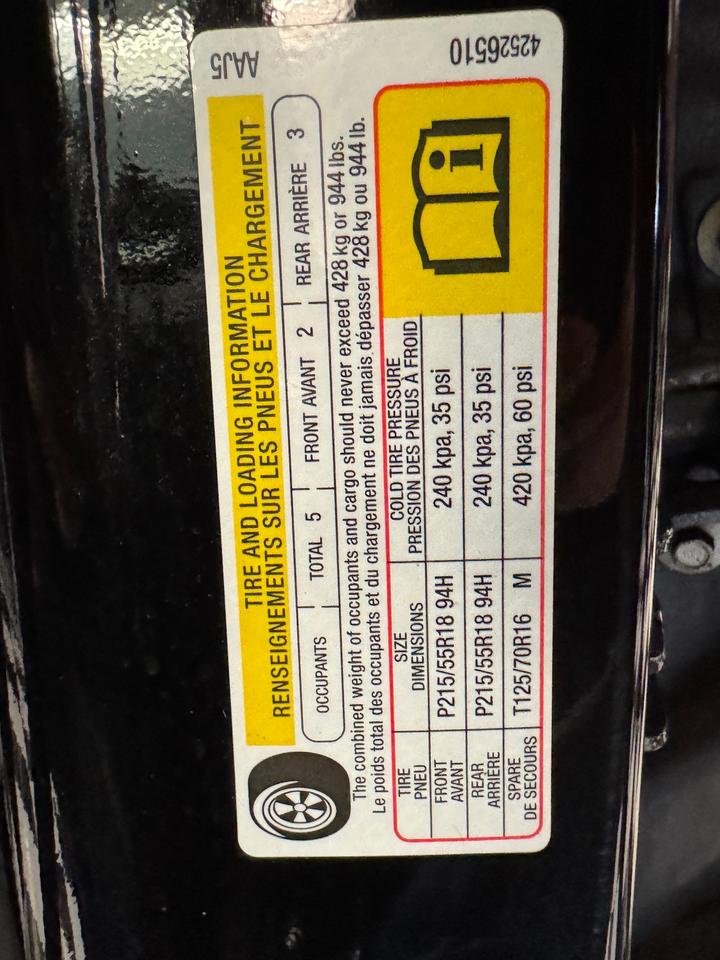 TIRE AND LOADING INFORMATION
RENSEIGNEMENTS SUR LES PNEUS ET LE CHARGEMENT
OCCUPANTS TOTAL 5 FRONT AVANT 2 REAR ARRIÈRE 3
The combined weight of occupants and cargo should never exceed 428 kg or 944 lbs.
Le poids total des occupants et du chargement ne doit jamais dépasser 428 kg ou 944 lb.
TIRE SIZE COLD TIRE PRESSURE
PNEU DIMENSIONS PRESSION DES PNEUS À FROID
FRONT
AVANT P215/55R18 94H 240 kpa, 35 psi
REAR
ARRIÈRE P215/55R18 94H 240 kpa, 35 psi
SPARE
DE SECOURS T125/70R16 M 420 kpa, 60 psi
AAJ5
42526510